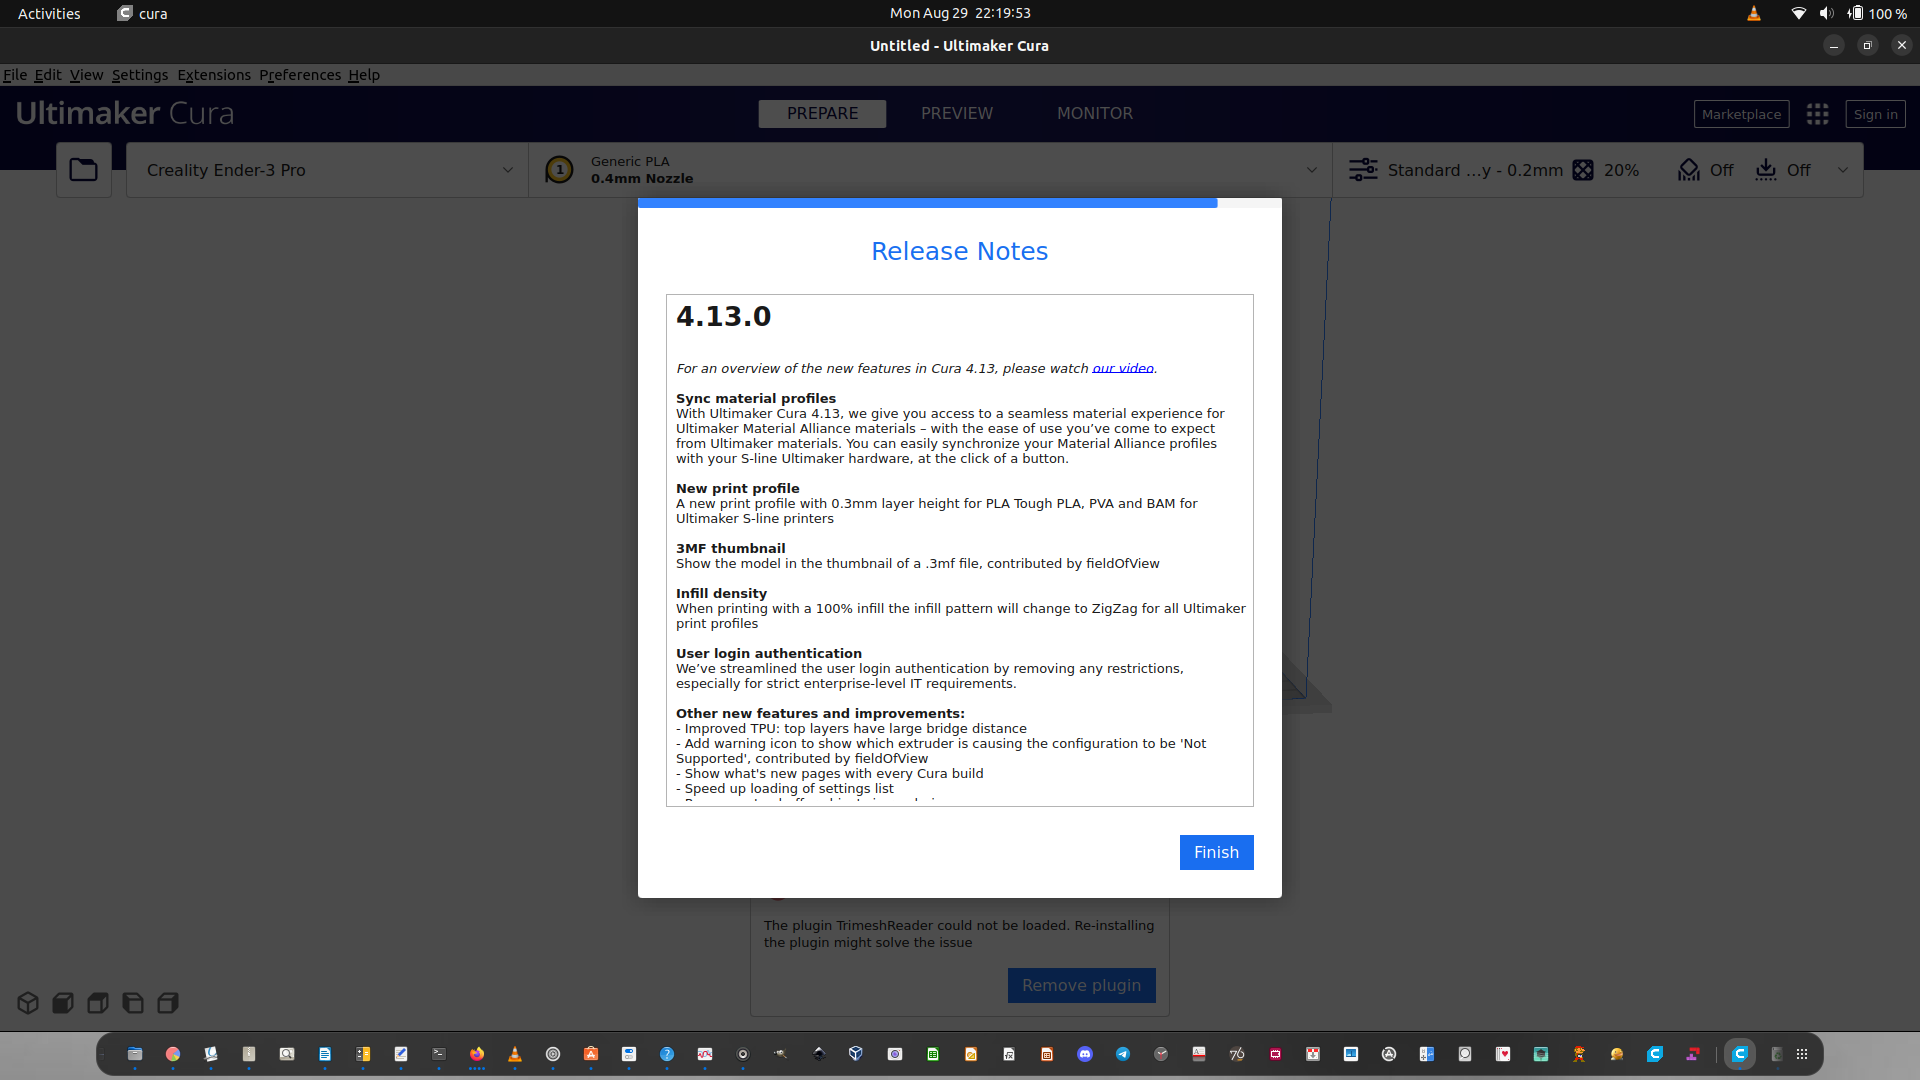 Activities
cura
Mon Aug 29 22:19:53
100 %
Untitled - Ultimaker Cura
File Edit View Settings Extensions Preferences Help
Ultimaker Cura
PREPARE
PREVIEW
MONITOR
Marketplace
Sign in
Creality Ender-3 Pro
1
Generic PLA
0.4mm Nozzle
Standard ...y - 0.2mm
20%
Off
Off
Release Notes
4.13.0
For an overview of the new features in Cura 4.13, please watch our video.
Sync material profiles
With Ultimaker Cura 4.13, we give you access to a seamless material experience for
Ultimaker Material Alliance materials – with the ease of use you’ve come to expect
from Ultimaker materials. You can easily synchronize your Material Alliance profiles
with your S-line Ultimaker hardware, at the click of a button.
New print profile
A new print profile with 0.3mm layer height for PLA Tough PLA, PVA and BAM for
Ultimaker S-line printers
3MF thumbnail
Show the model in the thumbnail of a .3mf file, contributed by fieldOfView
Infill density
When printing with a 100% infill the infill pattern will change to ZigZag for all Ultimaker
print profiles
User login authentication
We’ve streamlined the user login authentication by removing any restrictions,
especially for strict enterprise-level IT requirements.
Other new features and improvements:
- Improved TPU: top layers have large bridge distance
- Add warning icon to show which extruder is causing the configuration to be 'Not
Supported', contributed by fieldOfView
- Show what's new pages with every Cura build
- Speed up loading of settings list
Finish
The plugin TrimeshReader could not be loaded. Re-installing
the plugin might solve the issue
Remove plugin